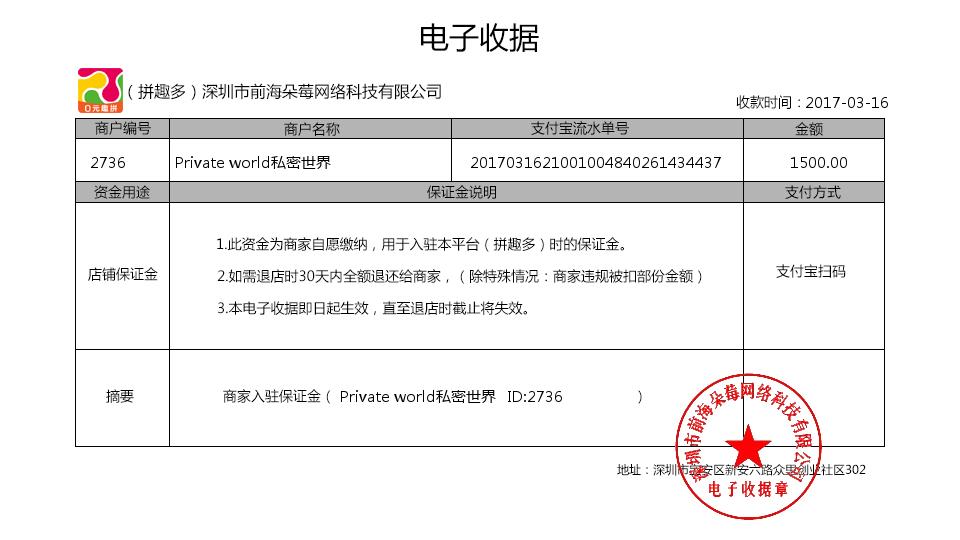 电子收据
0元趣拼
（拼趣多）深圳市前海朵莓网络科技有限公司
收款时间：2017-03-16
商户编号 商户名称 支付宝流水单号 金额
2736 Private world私密世界 2017031621001004840261434437 1500.00
资金用途 保证金说明 支付方式
1.此资金为商家自愿缴纳，用于入驻本平台（拼趣多）时的保证金。
店铺保证金 2.如需退店时30天内全额退还给商家，（除特殊情况：商家违规被扣部份金额） 支付宝扫码
3.本电子收据即日起生效，直至退店时截止将失效。
摘要 商家入驻保证金（ Private world私密世界 ID:2736 ）
深圳市前海朵莓网络科技有限公司
地址：深圳市宝安区新安六路众里创业社区302
电子收据章